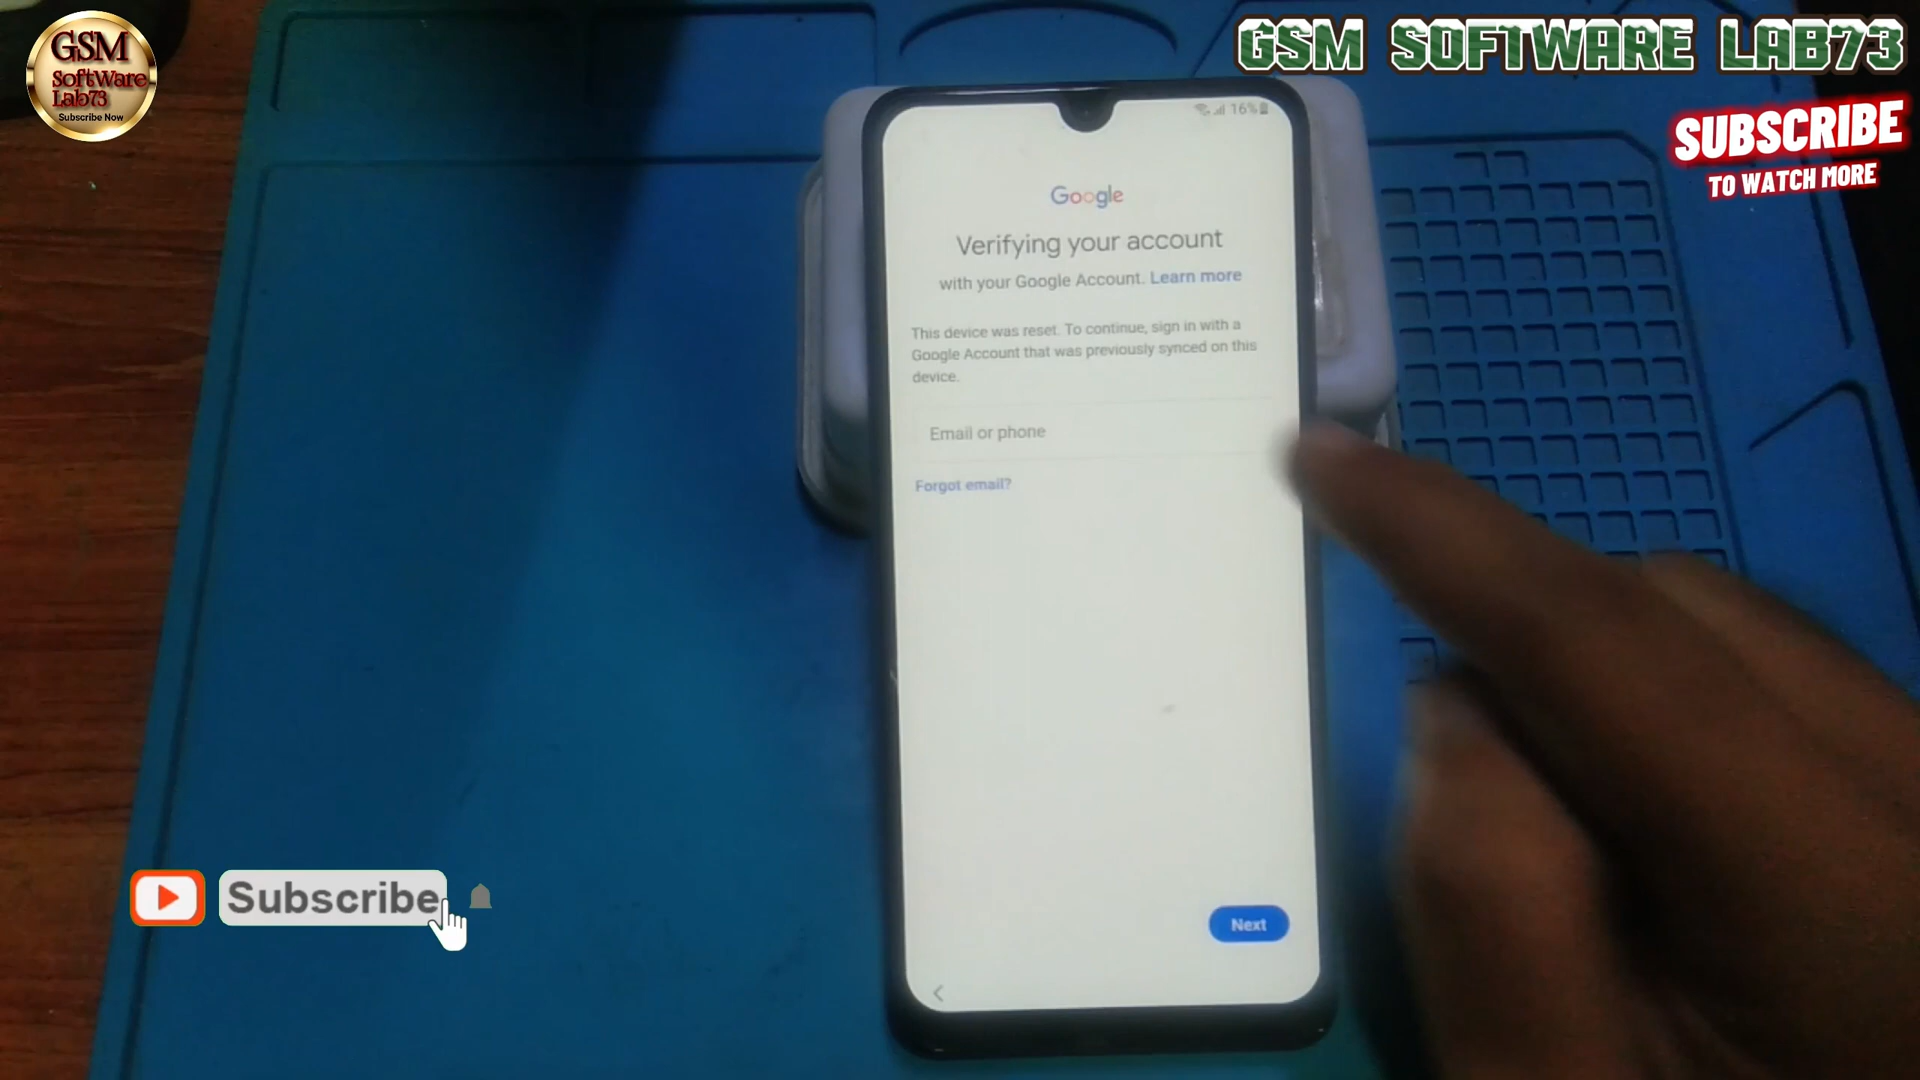 GSM
SoftWare
Lab73
Subscribe Now
GSM SOFTWARE LAB73
SUBSCRIBE
TO WATCH MORE
16%
Google
Verifying your account
with your Google Account. Learn more
This device was reset. To continue, sign in with a
Google Account that was previously synced on this
device.
Email or phone
Forgot email?
Next
Subscribe